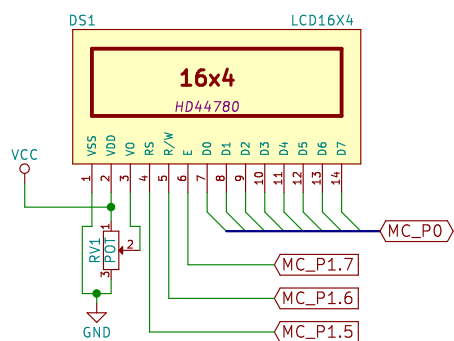 DS1 LCD16X4
16x4
HD44780
VSS VDD VO RS R/W E D0 D1 D2 D3 D4 D5 D6 D7
1 2 3 4 5 6 7 8 9 10 11 12 13 14
VCC
RV1 POT 1 2 3
GND
MC_P0
MC_P1.7
MC_P1.6
MC_P1.5